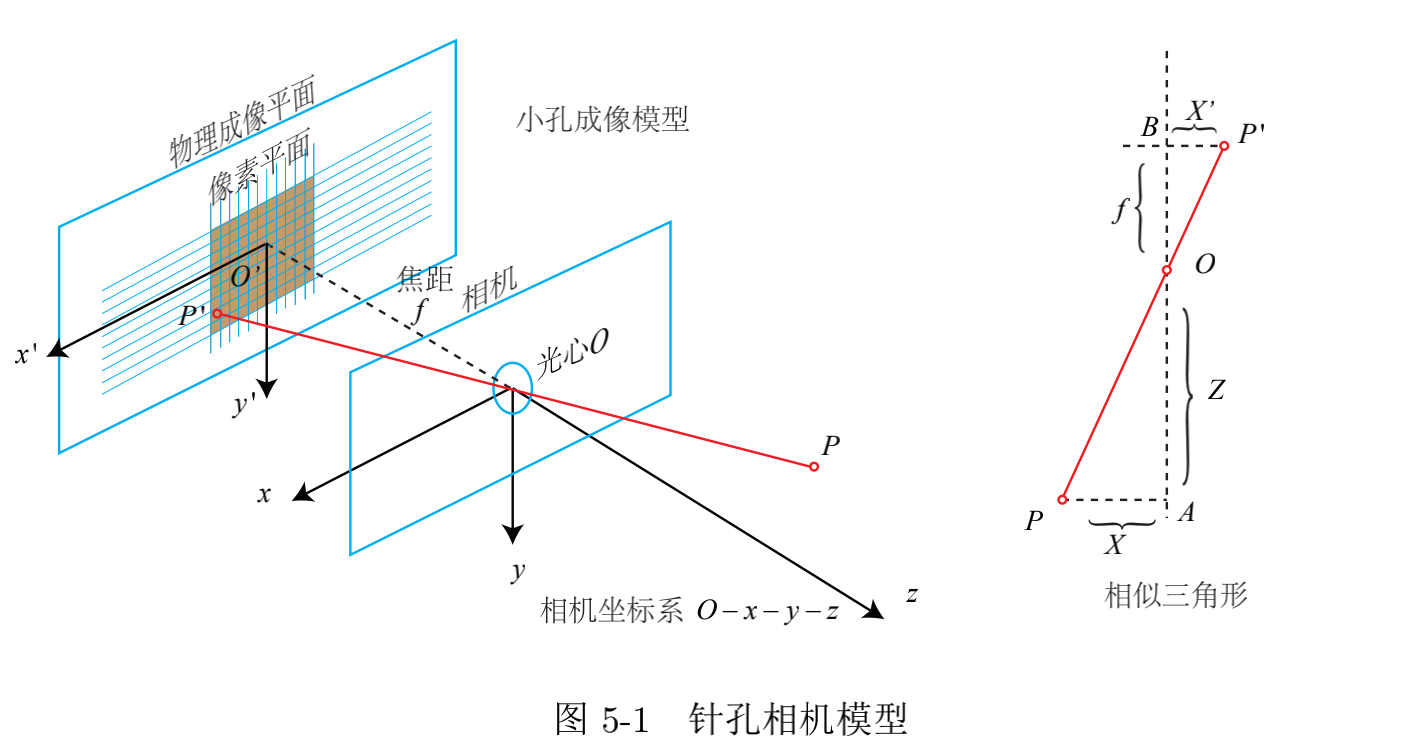 物理成像平面
像素平面
小孔成像模型
O'
P'
x'
y'
焦距
f
相机
光心O
P
x
y
z
相机坐标系 O－x－y－z
B
X'
P'
f
O
Z
P
X
A
相似三角形
图 5-1 针孔相机模型